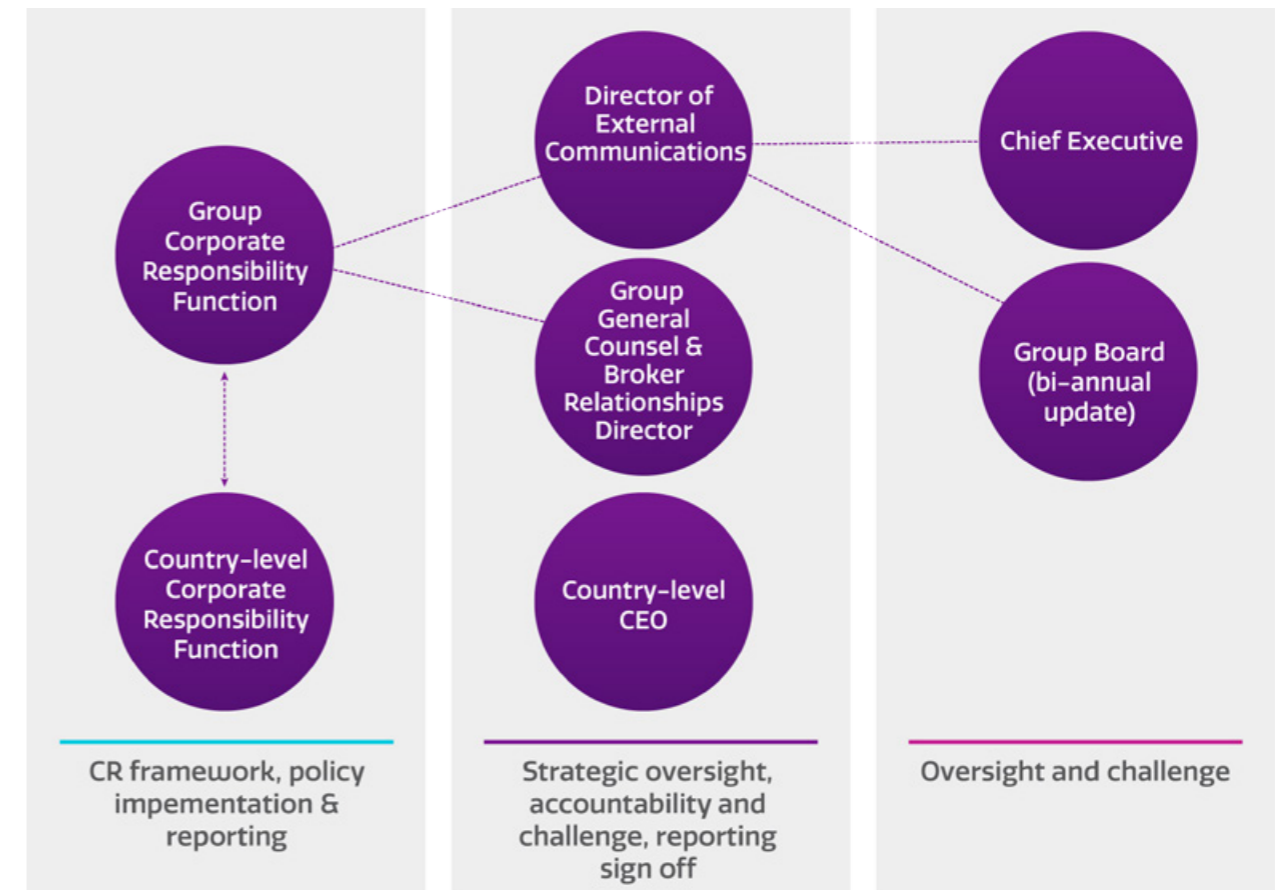 Group
Corporate
Responsibility
Function
Country-level
Corporate
Responsibility
Function
CR framework, policy
impementation &
reporting
Director of
External
Communications
Group
General
Counsel &
Broker
Relationships
Director
Country-level
CEO
Strategic oversight,
accountability and
challenge, reporting
sign off
Chief Executive
Group Board
(bi-annual
update)
Oversight and challenge